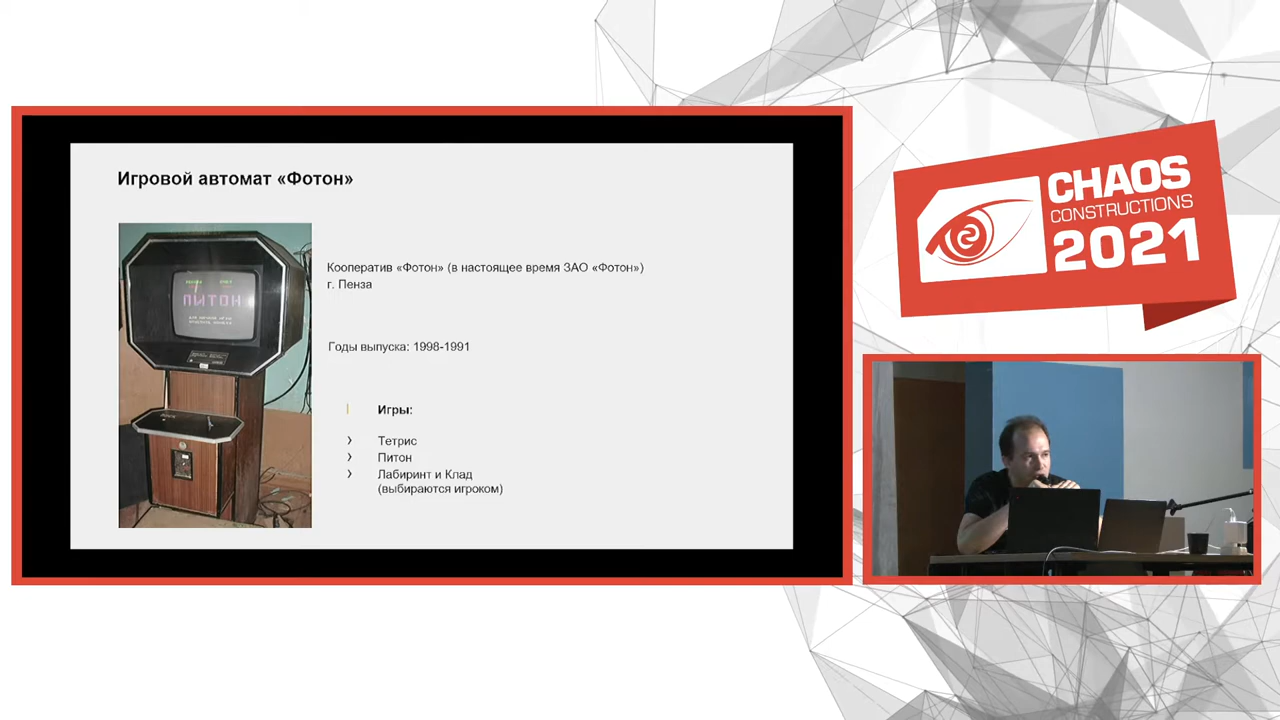 Игровой автомат «Фотон»
ПИТОН
Кооператив «Фотон» (в настоящее время ЗАО «Фотон»)
г. Пенза
Годы выпуска: 1998-1991
Игры:
Тетрис
Питон
Лабиринт и Клад
(выбираются игроком)
CHAOS
CONSTRUCTIONS
2021